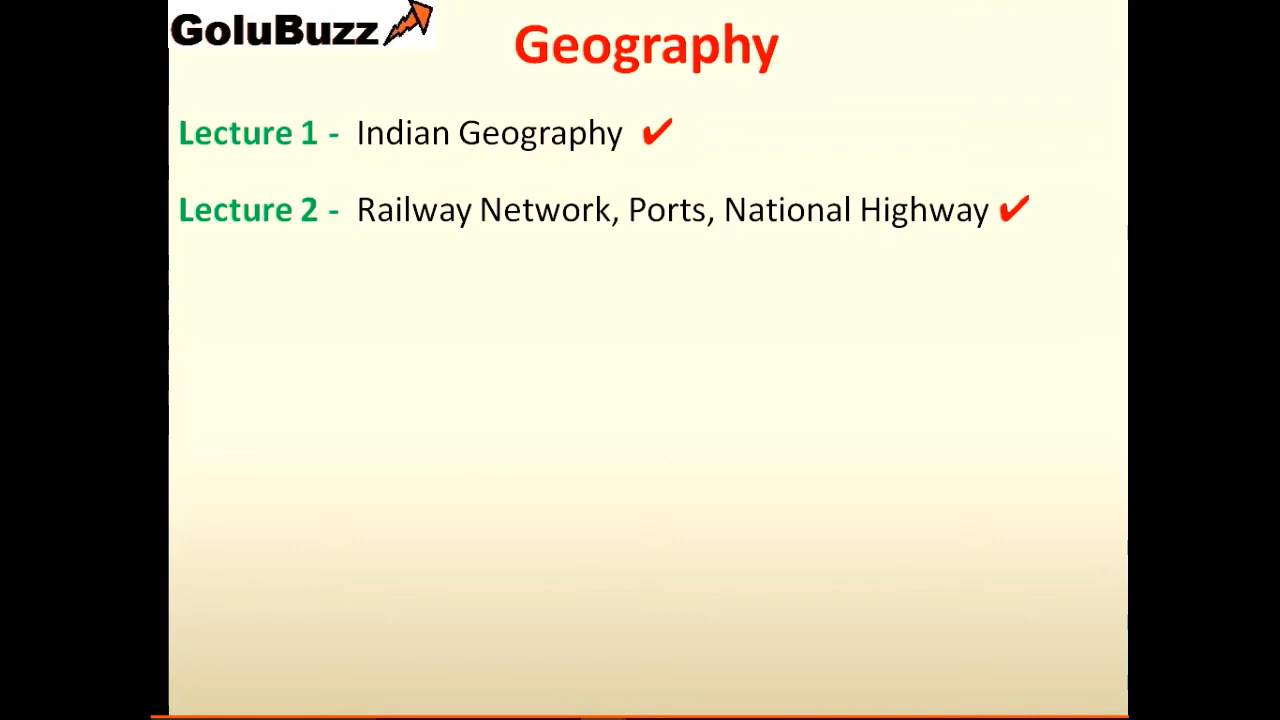 GoluBuzz
Geography
Lecture 1 - Indian Geography ✔
Lecture 2 - Railway Network, Ports, National Highway ✔